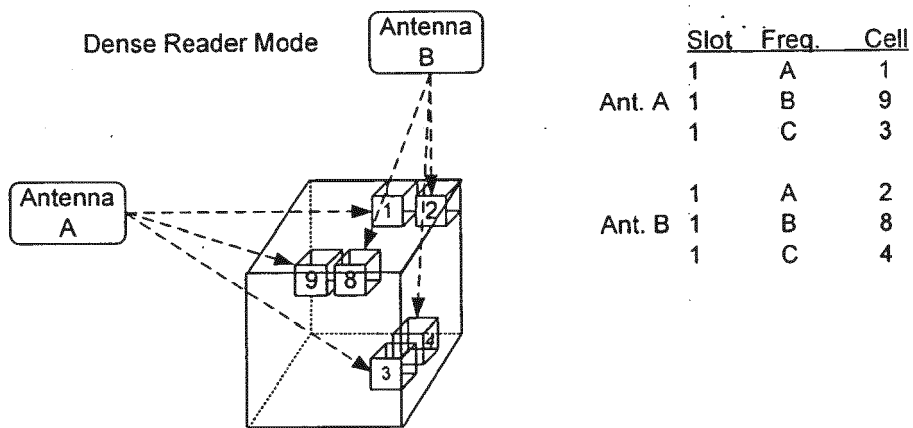 Dense Reader Mode
Antenna
B
Antenna
A
1
2
9
8
3
4
Slot Freq. Cell
1 A 1
Ant. A 1 B 9
1 C 3
1 A 2
Ant. B 1 B 8
1 C 4